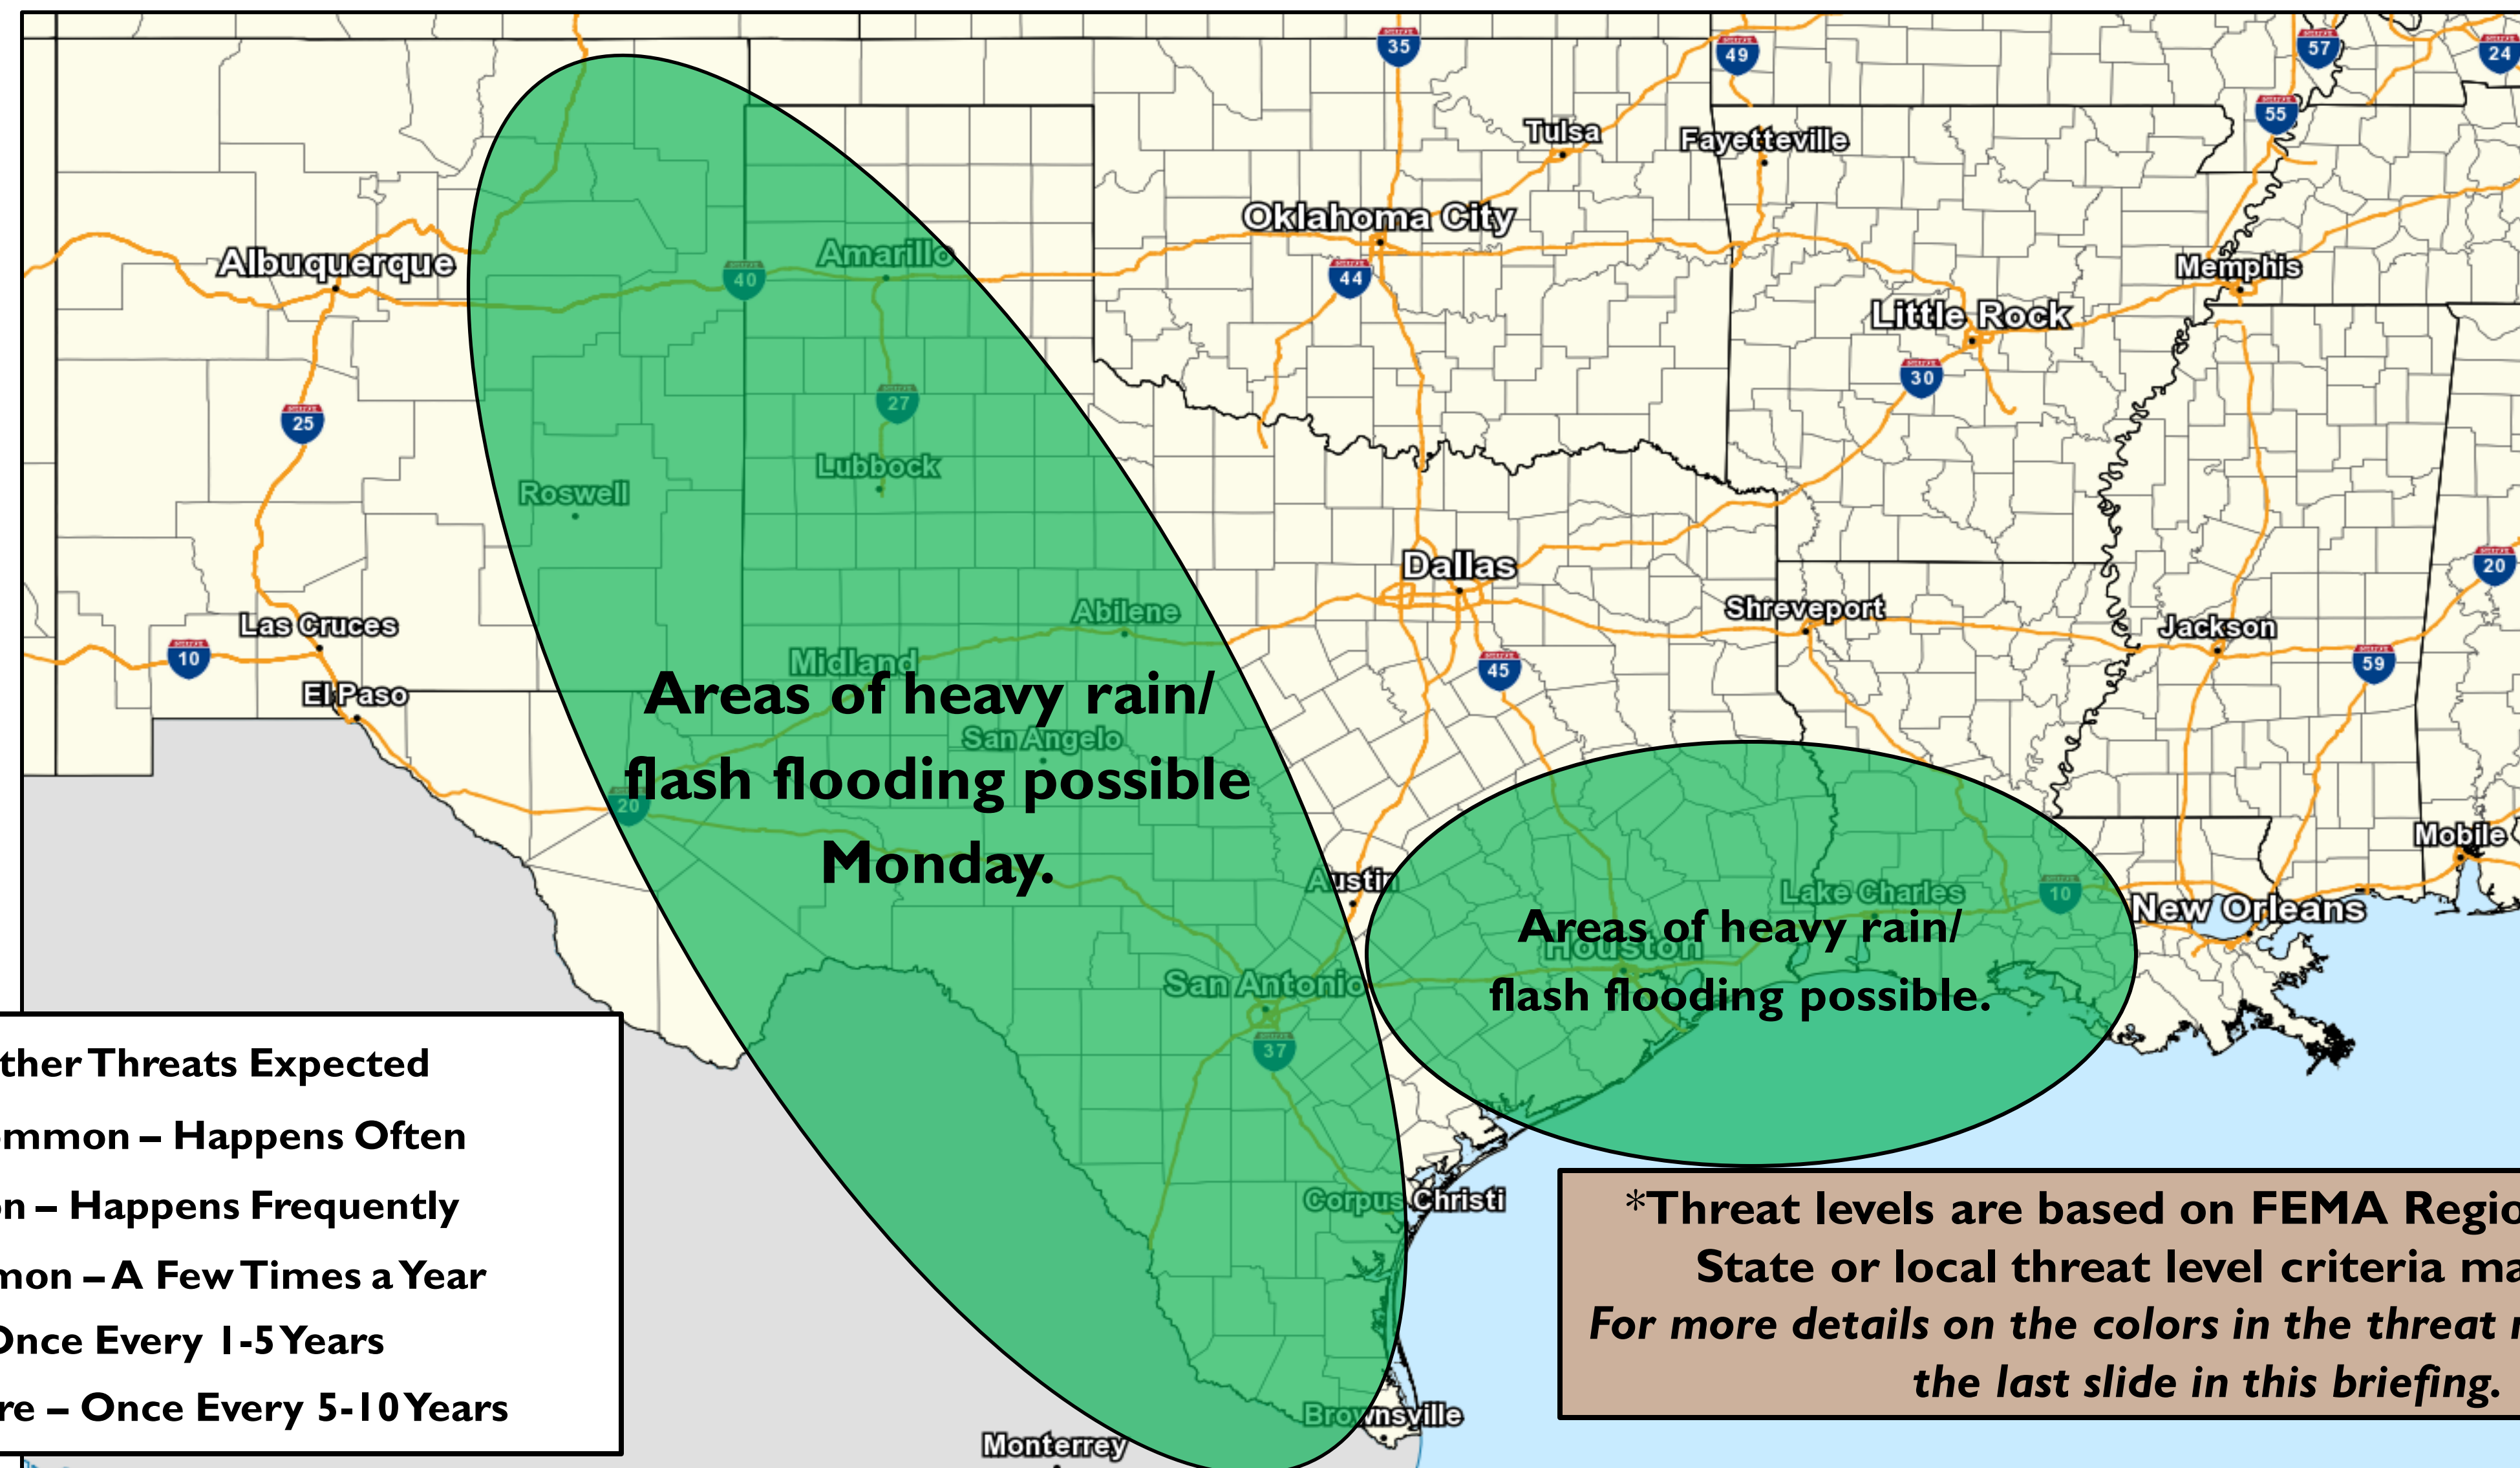 35
49
57
24
55
Tulsa
Fayetteville
Oklahoma City
Albuquerque
Amarillo
40
44
Memphis
Little Rock
30
27
25
Lubbock
Roswell
Dallas
20
Abilene
Shreveport
Las Cruces
Jackson
10
Midland
45
59
El Paso
Areas of heavy rain/
flash flooding possible
Monday.
San Angelo
20
Mobile
Austin
Lake Charles
10
New Orleans
Areas of heavy rain/
flash flooding possible.
Houston
San Antonio
37
Corpus Christi
Brownsville
Monterrey
ther Threats Expected
mmon – Happens Often
n – Happens Frequently
mon – A Few Times a Year
Once Every 1-5 Years
re – Once Every 5-10 Years
*Threat levels are based on FEMA Regio
State or local threat level criteria ma
For more details on the colors in the threat
the last slide in this briefing.